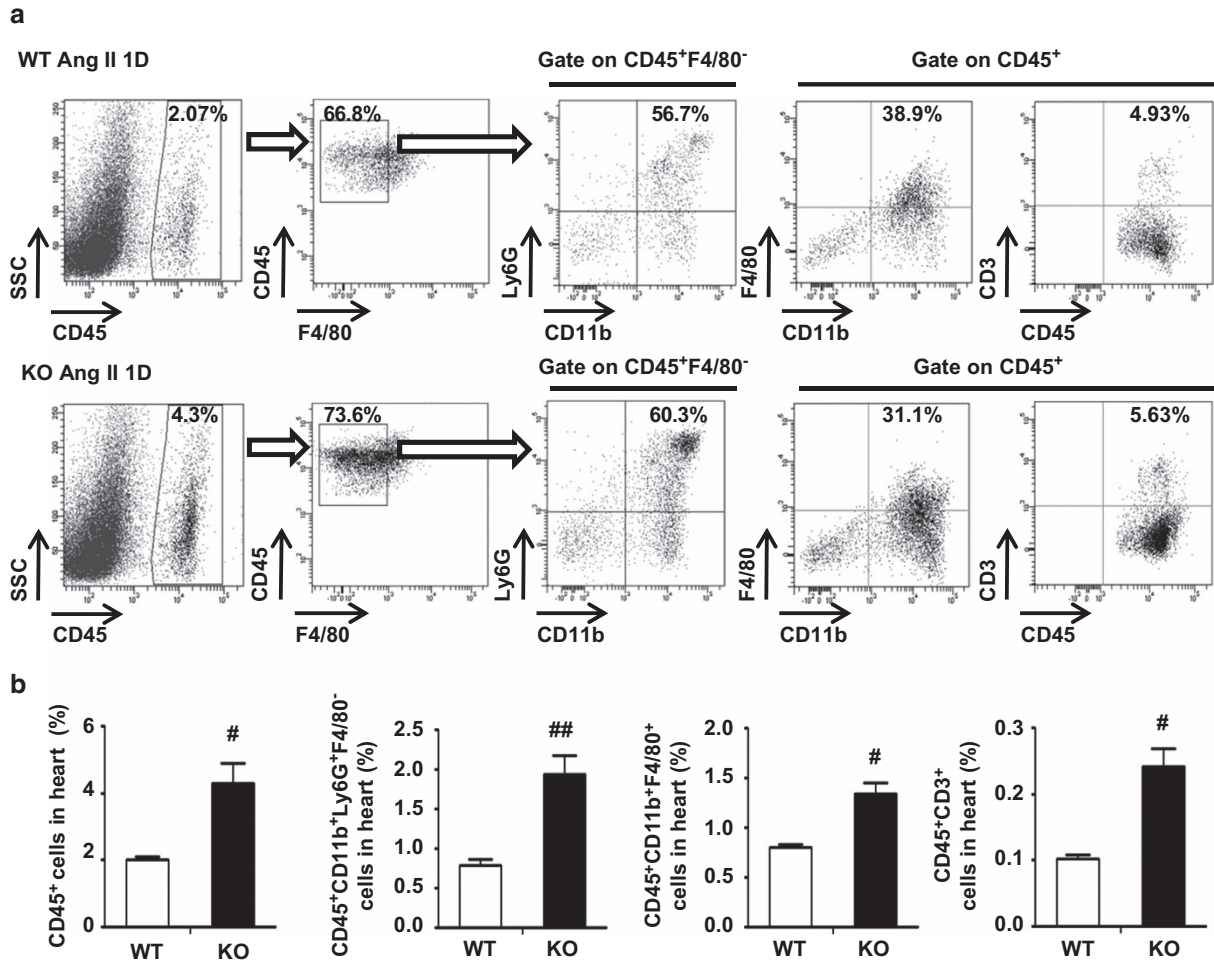 a
WT Ang II 1D
Gate on CD45⁺F4/80⁻
Gate on CD45⁺
2.07%
66.8%
56.7%
38.9%
4.93%
SSC
CD45
CD45
F4/80
Ly6G
CD11b
F4/80
CD11b
CD3
CD45
KO Ang II 1D
Gate on CD45⁺F4/80⁻
Gate on CD45⁺
4.3%
73.6%
60.3%
31.1%
5.63%
SSC
CD45
CD45
F4/80
Ly6G
CD11b
F4/80
CD11b
CD3
CD45
b
CD45⁺ cells in heart (%)
6
4
2
0
#
WT
KO
CD45⁺CD11b⁺Ly6G⁺F4/80⁻
cells in heart (%)
2.5
2.0
1.5
1.0
0.5
0.0
##
WT
KO
CD45⁺CD11b⁺F4/80⁺
cells in heart (%)
2.0
1.5
1.0
0.5
0.0
#
WT
KO
CD45⁺CD3⁺
cells in heart (%)
0.3
0.2
0.1
0.0
#
WT
KO